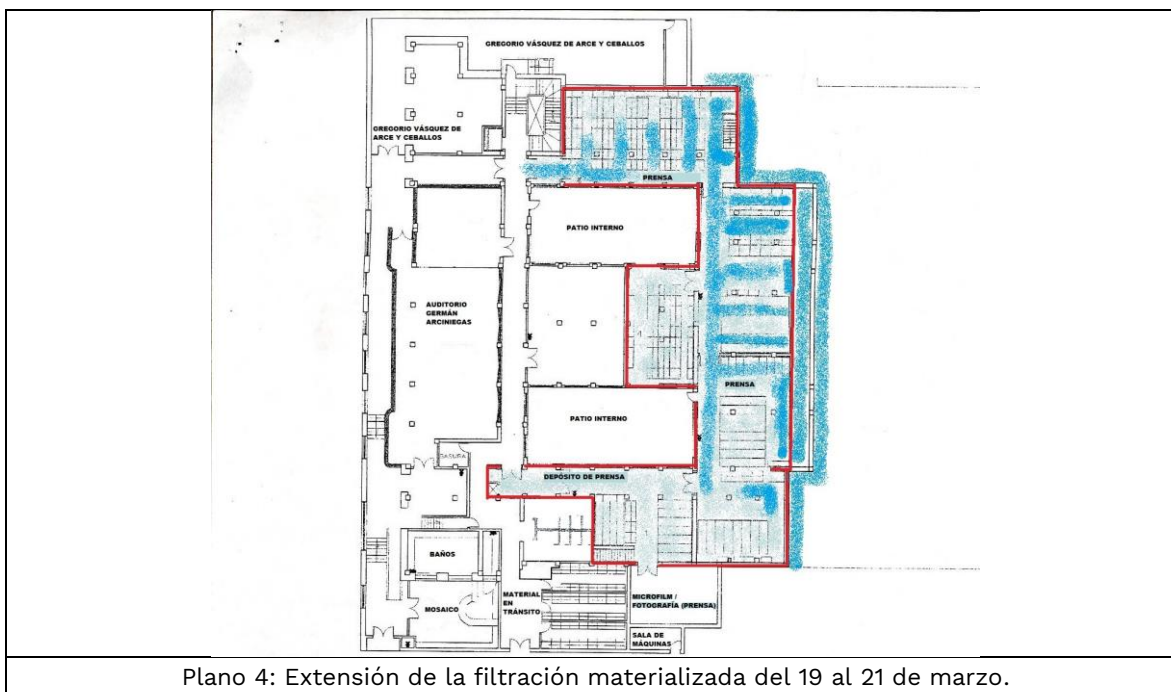 GREGORIO VÁSQUEZ DE ARCE Y CEBALLOS
GREGORIO VÁSQUEZ DE
ARCE Y CEBALLOS
PRENSA
PATIO INTERNO
AUDITORIO
GERMÁN
ARCINIEGAS
PRENSA
PATIO INTERNO
BASURA
DEPÓSITO DE PRENSA
BAÑOS
MOSAICO
MATERIAL
EN
TRÁNSITO
MICROFILM /
FOTOGRAFÍA (PRENSA)
SALA DE
MÁQUINAS
Plano 4: Extensión de la filtración materializada del 19 al 21 de marzo.